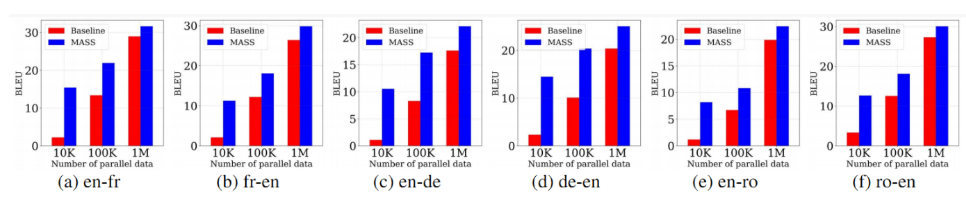 Baseline
MASS
30
20
10
0
BLEU
10K 100K 1M
Number of parallel data
(a) en-fr
Baseline
MASS
30
20
10
0
BLEU
10K 100K 1M
Number of parallel data
(b) fr-en
Baseline
MASS
20
15
10
5
0
BLEU
10K 100K 1M
Number of parallel data
(c) en-de
Baseline
MASS
20
10
0
BLEU
10K 100K 1M
Number of parallel data
(d) de-en
Baseline
MASS
20
15
10
5
0
BLEU
10K 100K 1M
Number of parallel data
(e) en-ro
Baseline
MASS
30
20
10
0
BLEU
10K 100K 1M
Number of parallel data
(f) ro-en